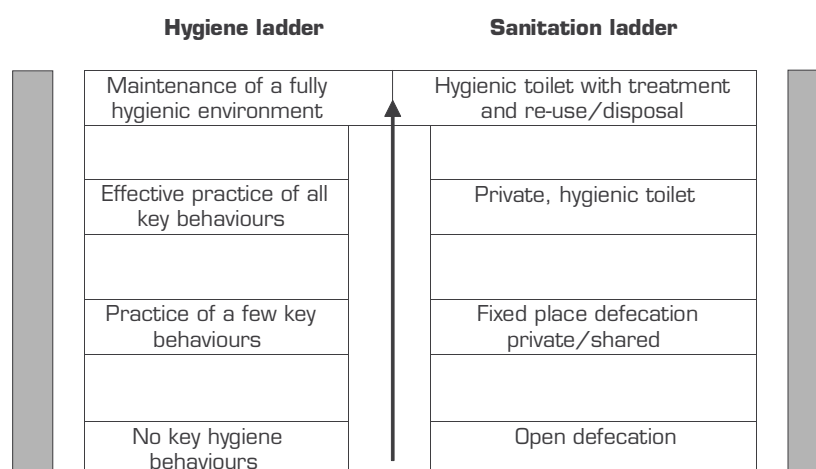 Hygiene ladder
Sanitation ladder
Maintenance of a fully
hygienic environment
Hygienic toilet with treatment
and re-use/disposal
Effective practice of all
key behaviours
Private, hygienic toilet
Practice of a few key
behaviours
Fixed place defecation
private/shared
No key hygiene
behaviours
Open defecation